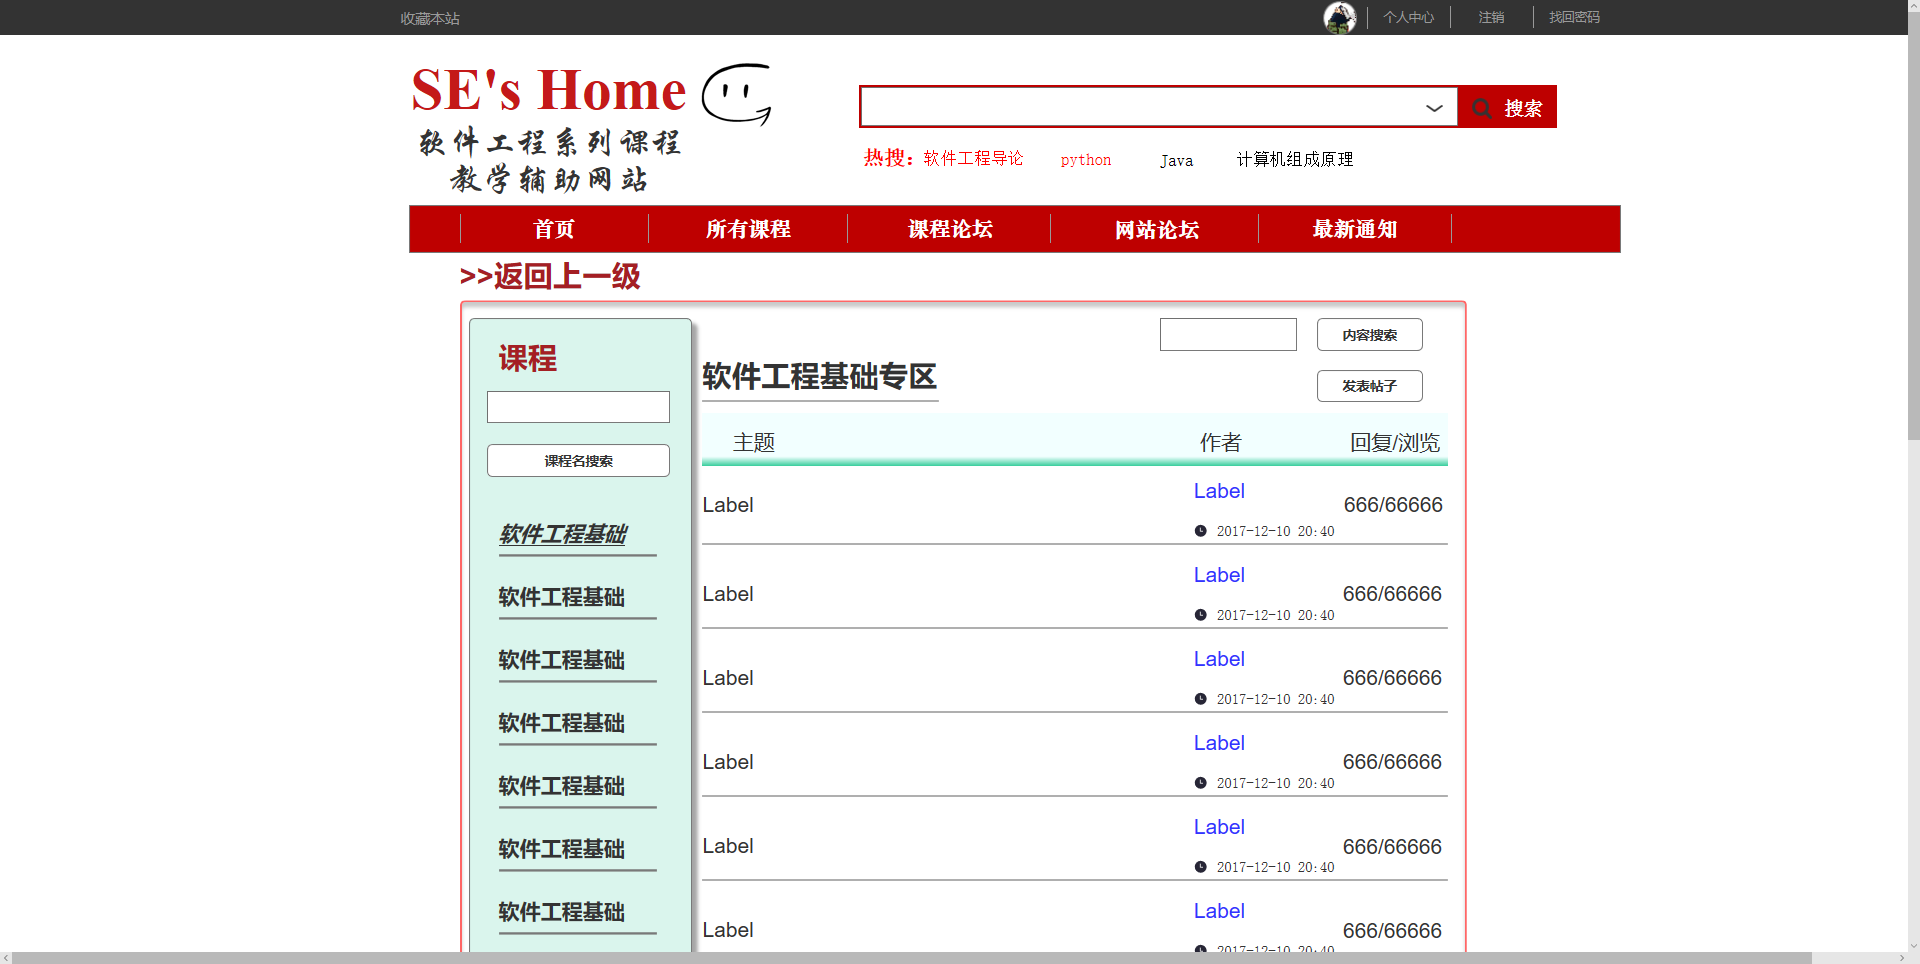 收藏本站
个人中心
注销
找回密码
SE's Home
软件工程系列课程
教学辅助网站
搜索
热搜：软件工程导论 python Java 计算机组成原理
首页 所有课程 课程论坛 网站论坛 最新通知
>>返回上一级
课程
课程名搜索
软件工程基础
软件工程基础
软件工程基础
软件工程基础
软件工程基础
软件工程基础
软件工程基础
内容搜索
软件工程基础专区
发表帖子
主题 作者 回复/浏览
Label Label 666/66666
2017-12-10 20:40
Label Label 666/66666
2017-12-10 20:40
Label Label 666/66666
2017-12-10 20:40
Label Label 666/66666
2017-12-10 20:40
Label Label 666/66666
2017-12-10 20:40
Label Label 666/66666
2017-12-10 20:40